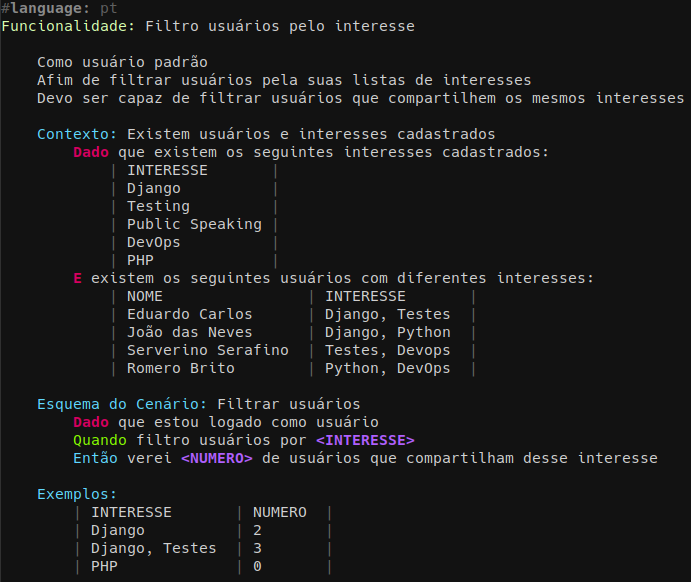 #language: pt
Funcionalidade: Filtro usuários pelo interesse
Como usuário padrão
Afim de filtrar usuários pela suas listas de interesses
Devo ser capaz de filtrar usuários que compartilhem os mesmos interesses
Contexto: Existem usuários e interesses cadastrados
Dado que existem os seguintes interesses cadastrados:
| INTERESSE |
| Django |
| Testing |
| Public Speaking |
| DevOps |
| PHP |
E existem os seguintes usuários com diferentes interesses:
| NOME | INTERESSE |
| Eduardo Carlos | Django, Testes |
| João das Neves | Django, Python |
| Serverino Serafino | Testes, Devops |
| Romero Brito | Python, DevOps |
Esquema do Cenário: Filtrar usuários
Dado que estou logado como usuário
Quando filtro usuários por <INTERESSE>
Então verei <NUMERO> de usuários que compartilham desse interesse
Exemplos:
| INTERESSE | NUMERO |
| Django | 2 |
| Django, Testes | 3 |
| PHP | 0 |